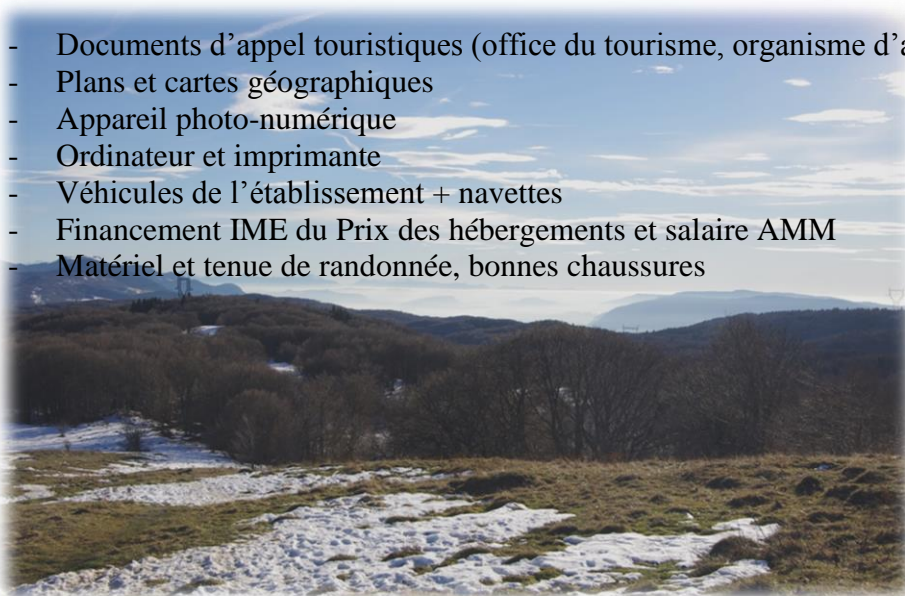 - Documents d’appel touristiques (office du tourisme, organisme d’a
- Plans et cartes géographiques
- Appareil photo-numérique
- Ordinateur et imprimante
- Véhicules de l’établissement + navettes
- Financement IME du Prix des hébergements et salaire AMM
- Matériel et tenue de randonnée, bonnes chaussures